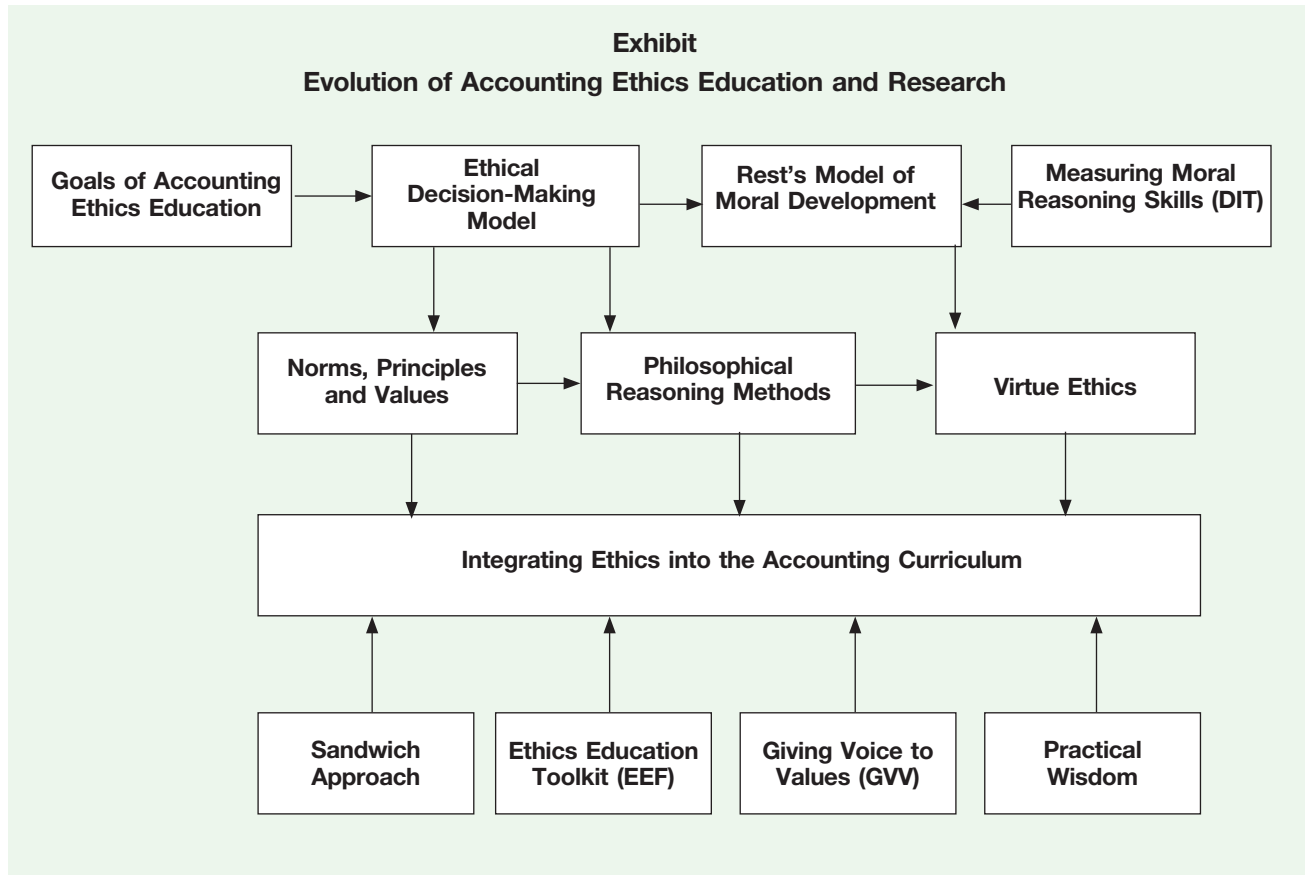 Exhibit
Evolution of Accounting Ethics Education and Research
Goals of Accounting
Ethics Education
Ethical
Decision-Making
Model
Rest's Model of
Moral Development
Measuring Moral
Reasoning Skills (DIT)
Norms, Principles
and Values
Philosophical
Reasoning Methods
Virtue Ethics
Integrating Ethics into the Accounting Curriculum
Sandwich
Approach
Ethics Education
Toolkit (EEF)
Giving Voice to
Values (GVV)
Practical
Wisdom